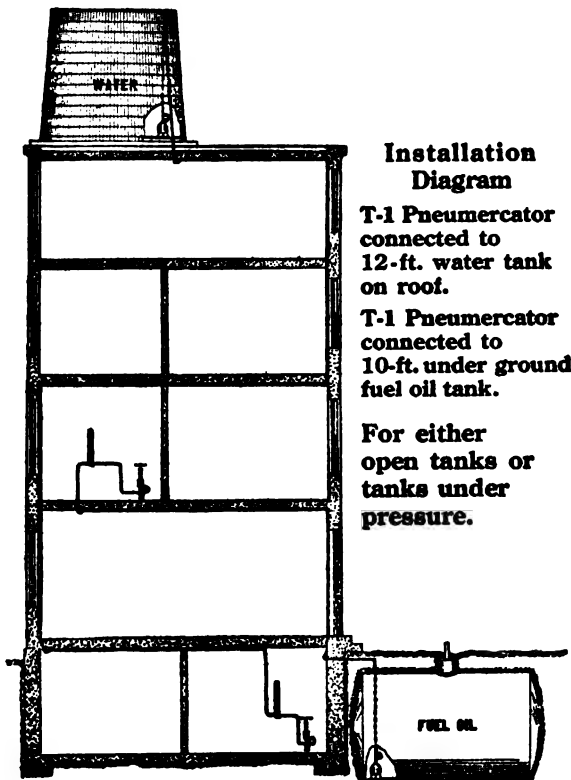 WATER
Installation
Diagram
T-1 Pneumercator
connected to
12-ft. water tank
on roof.
T-1 Pneumercator
connected to
10-ft. under ground
fuel oil tank.
For either
open tanks or
tanks under
pressure.
FUEL OIL